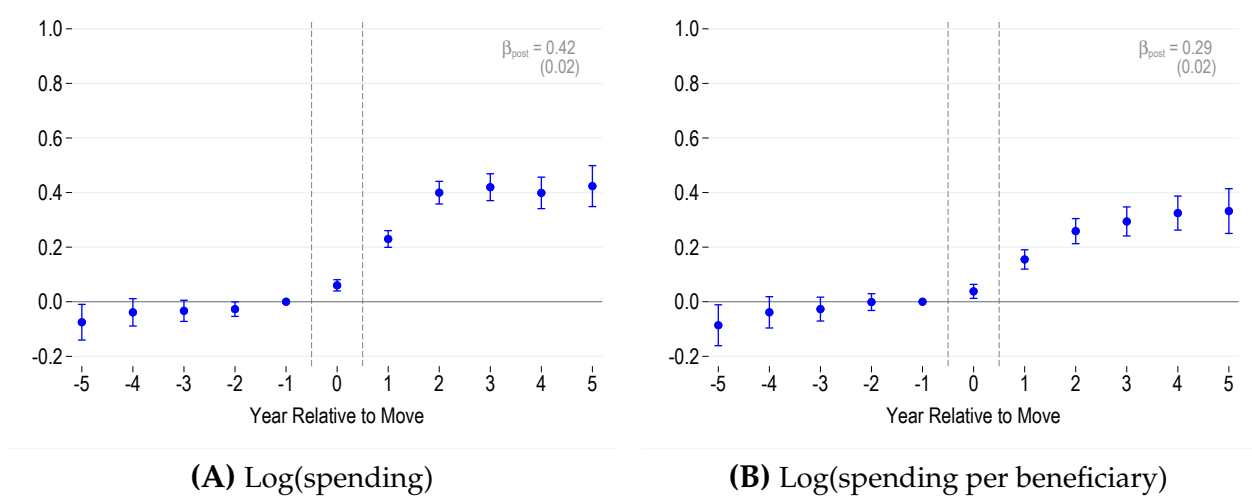 1.0
0.8
0.6
0.4
0.2
0.0
-0.2
βpost = 0.42
(0.02)
-5 -4 -3 -2 -1 0 1 2 3 4 5
Year Relative to Move
(A) Log(spending)
1.0
0.8
0.6
0.4
0.2
0.0
-0.2
βpost = 0.29
(0.02)
-5 -4 -3 -2 -1 0 1 2 3 4 5
Year Relative to Move
(B) Log(spending per beneficiary)